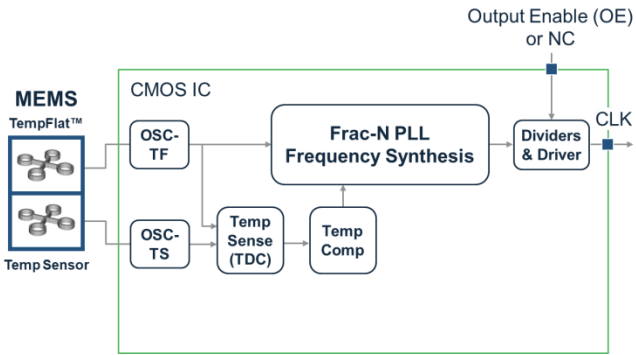 Output Enable (OE)
or NC
CMOS IC
MEMS
TempFlat™
OSC-
TF
Frac-N PLL
Frequency Synthesis
Dividers
& Driver
CLK
OSC-
TS
Temp
Sense
(TDC)
Temp
Comp
Temp Sensor